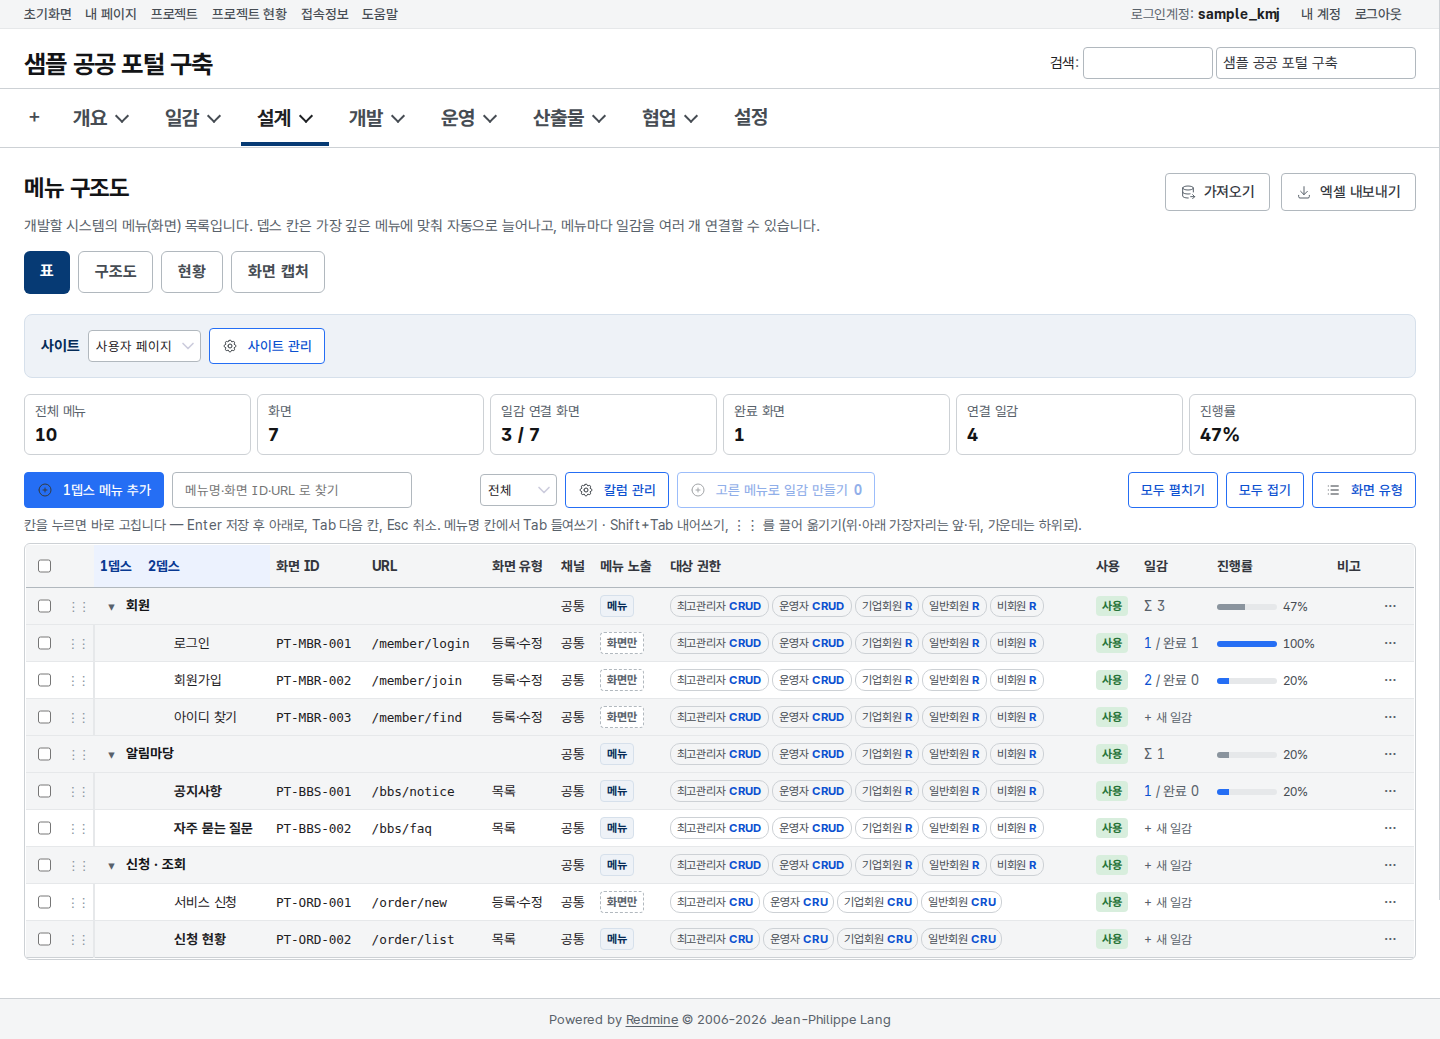 초기화면 내 페이지 프로젝트 프로젝트 현황 접속정보 도움말 로그인계정: sample_kmj 내 계정 로그아웃
샘플 공공 포털 구축 검색: 샘플 공공 포털 구축
+ 개요 일감 설계 개발 운영 산출물 협업 설정
메뉴 구조도 가져오기 엑셀 내보내기
개발할 시스템의 메뉴(화면) 목록입니다. 뎁스 칸은 가장 깊은 메뉴에 맞춰 자동으로 늘어나고, 메뉴마다 일감을 여러 개 연결할 수 있습니다.
표 구조도 현황 화면 캡처
사이트 사용자 페이지 사이트 관리
전체 메뉴 화면 일감 연결 화면 완료 화면 연결 일감 진행률
10 7 3 / 7 1 4 47%
1뎁스 메뉴 추가 메뉴명·화면 ID·URL 로 찾기 전체 칼럼 관리 고른 메뉴로 일감 만들기 0 모두 펼치기 모두 접기 화면 유형
칸을 누르면 바로 고칩니다 — Enter 저장 후 아래로, Tab 다음 칸, Esc 취소. 메뉴명 칸에서 Tab 들여쓰기 · Shift+Tab 내어쓰기, ⋮⋮ 를 끌어 옮기기(위·아래 가장자리는 앞·뒤, 가운데는 하위로).
1뎁스 2뎁스 화면 ID URL 화면 유형 채널 메뉴 노출 대상 권한 사용 일감 진행률 비고
⋮⋮ ▼ 회원 공통 메뉴 최고관리자 CRUD 운영자 CRUD 기업회원 R 일반회원 R 비회원 R 사용 Σ 3 47% ···
⋮⋮ 로그인 PT-MBR-001 /member/login 등록·수정 공통 화면만 최고관리자 CRUD 운영자 CRUD 기업회원 R 일반회원 R 비회원 R 사용 1 / 완료 1 100% ···
⋮⋮ 회원가입 PT-MBR-002 /member/join 등록·수정 공통 화면만 최고관리자 CRUD 운영자 CRUD 기업회원 R 일반회원 R 비회원 R 사용 2 / 완료 0 20% ···
⋮⋮ 아이디 찾기 PT-MBR-003 /member/find 등록·수정 공통 화면만 최고관리자 CRUD 운영자 CRUD 기업회원 R 일반회원 R 비회원 R 사용 + 새 일감 ···
⋮⋮ ▼ 알림마당 공통 메뉴 최고관리자 CRUD 운영자 CRUD 기업회원 R 일반회원 R 비회원 R 사용 Σ 1 20% ···
⋮⋮ 공지사항 PT-BBS-001 /bbs/notice 목록 공통 메뉴 최고관리자 CRUD 운영자 CRUD 기업회원 R 일반회원 R 비회원 R 사용 1 / 완료 0 20% ···
⋮⋮ 자주 묻는 질문 PT-BBS-002 /bbs/faq 목록 공통 메뉴 최고관리자 CRUD 운영자 CRUD 기업회원 R 일반회원 R 비회원 R 사용 + 새 일감 ···
⋮⋮ ▼ 신청 · 조회 공통 메뉴 최고관리자 CRUD 운영자 CRUD 기업회원 R 일반회원 R 비회원 R 사용 + 새 일감 ···
⋮⋮ 서비스 신청 PT-ORD-001 /order/new 등록·수정 공통 화면만 최고관리자 CRU 운영자 CRU 기업회원 CRU 일반회원 CRU 사용 + 새 일감 ···
⋮⋮ 신청 현황 PT-ORD-002 /order/list 목록 공통 메뉴 최고관리자 CRU 운영자 CRU 기업회원 CRU 일반회원 CRU 사용 + 새 일감 ···
Powered by Redmine © 2006-2026 Jean-Philippe Lang